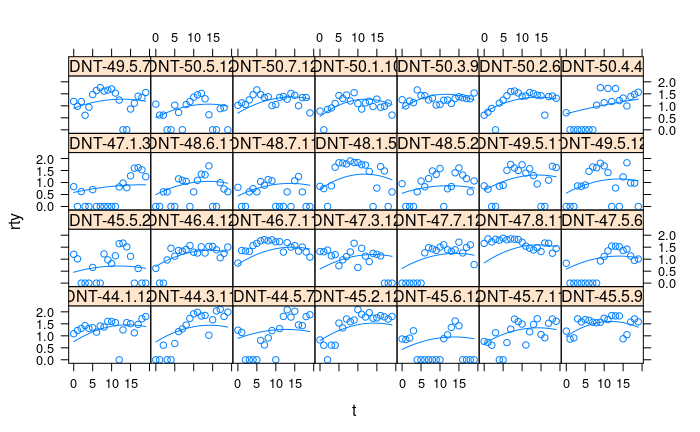 0 5 10 15 0 5 10 15 0 5 10 15
DNT-49.5.7 DNT-50.5.12 DNT-50.7.12 DNT-50.1.10 DNT-50.3.9 DNT-50.2.6 DNT-50.4.4
2.0
1.5
1.0
0.5
0.0
DNT-47.1.3 DNT-48.6.11 DNT-48.7.11 DNT-48.1.5 DNT-48.5.2 DNT-49.5.11 DNT-49.5.12
2.0
1.5
1.0
0.5
0.0
rty
DNT-45.5.2 DNT-46.4.12 DNT-46.7.11 DNT-47.3.12 DNT-47.7.12 DNT-47.8.11 DNT-47.5.6
2.0
1.5
1.0
0.5
0.0
DNT-44.1.12 DNT-44.3.11 DNT-44.5.7 DNT-45.2.12 DNT-45.6.12 DNT-45.7.11 DNT-45.5.9
2.0
1.5
1.0
0.5
0.0
0 5 10 15 0 5 10 15 0 5 10 15 0 5 10 15
t